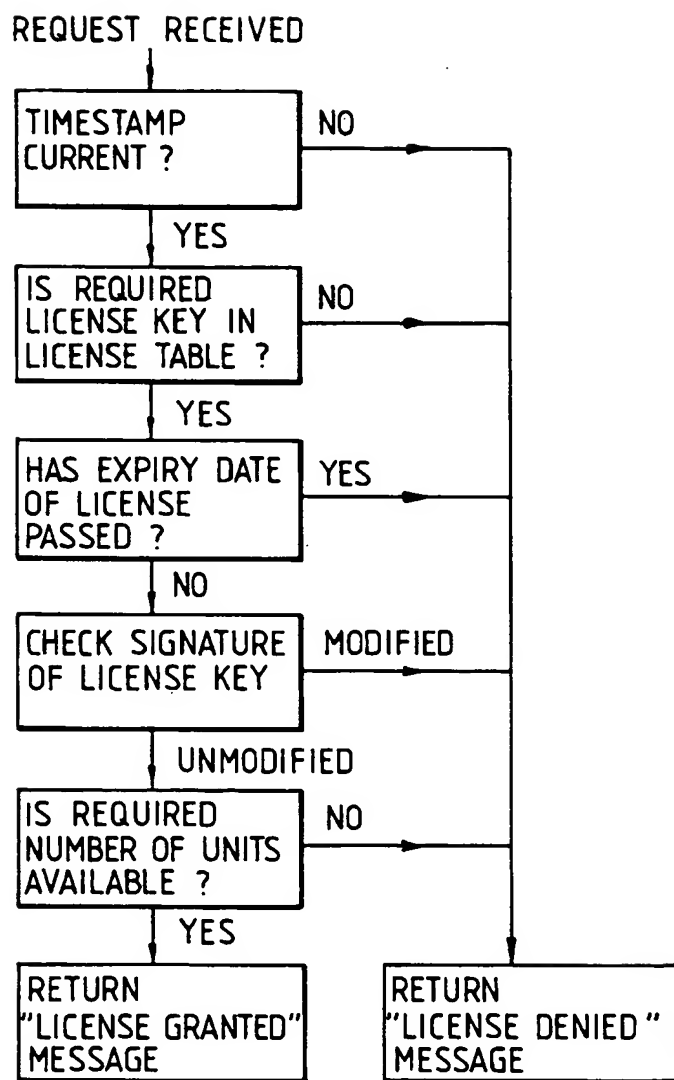 REQUEST RECEIVED
TIMESTAMP
CURRENT ?
NO
YES
IS REQUIRED
LICENSE KEY IN
LICENSE TABLE ?
NO
YES
HAS EXPIRY DATE
OF LICENSE
PASSED ?
YES
NO
CHECK SIGNATURE
OF LICENSE KEY
MODIFIED
UNMODIFIED
IS REQUIRED
NUMBER OF UNITS
AVAILABLE ?
NO
YES
RETURN
"LICENSE GRANTED"
MESSAGE
RETURN
"LICENSE DENIED"
MESSAGE